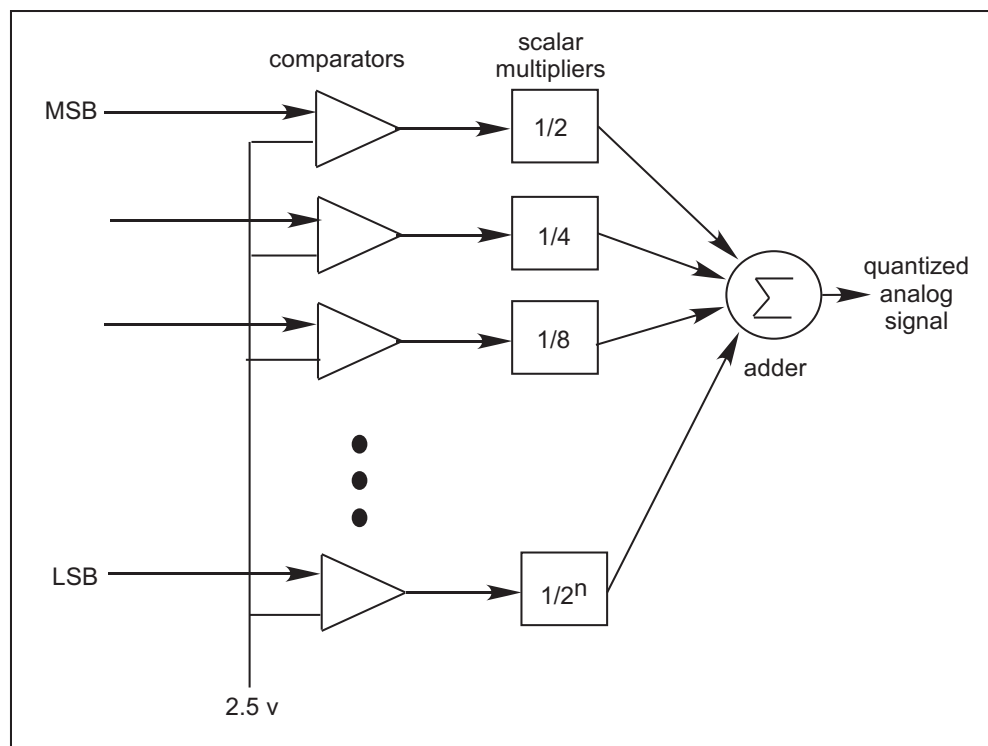 comparators
scalar
multipliers
MSB
1/2
1/4
1/8
∑
quantized
analog
signal
adder
LSB
1/2ⁿ
2.5 v